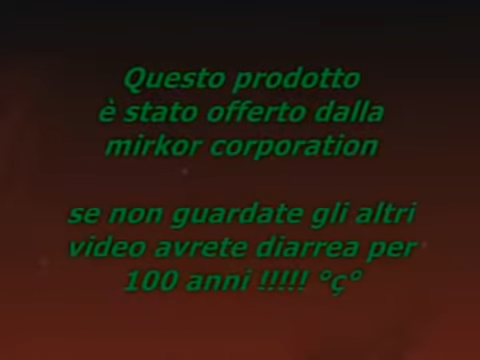 Questo prodotto
è stato offerto dalla
mirkor corporation
se non guardate gli altri
video avrete diarrea per
100 anni !!!!! °ç°